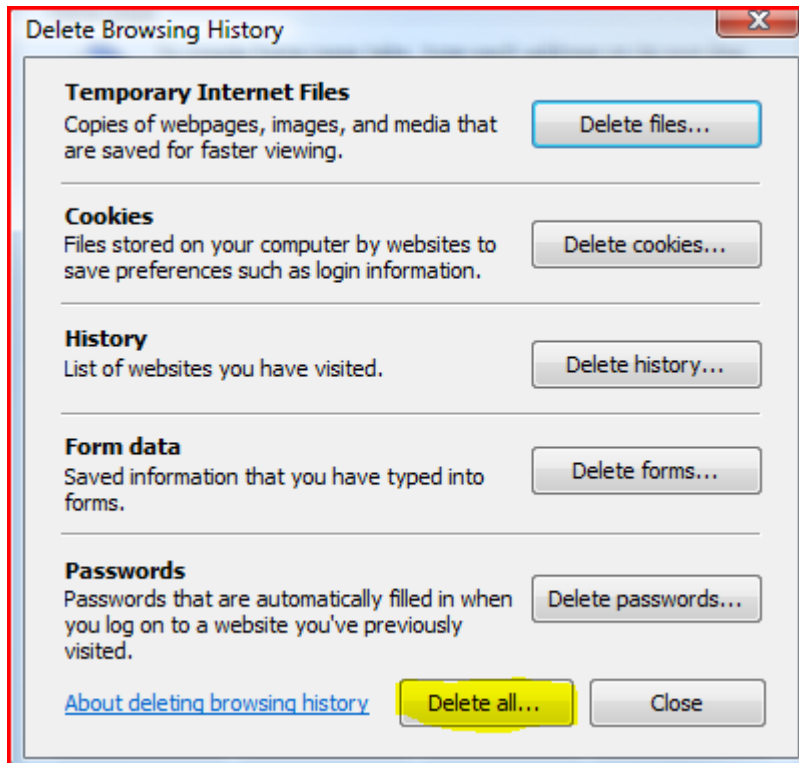 Delete Browsing History
Temporary Internet Files
Copies of webpages, images, and media that
are saved for faster viewing.
Delete files...
Cookies
Files stored on your computer by websites to
save preferences such as login information.
Delete cookies...
History
List of websites you have visited.
Delete history...
Form data
Saved information that you have typed into
forms.
Delete forms...
Passwords
Passwords that are automatically filled in when
you log on to a website you've previously
visited.
Delete passwords...
About deleting browsing history
Delete all...
Close